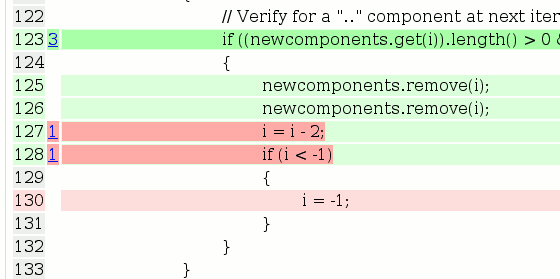 {
122 // Verify for a ".." component at next iter
123 3 if ((newcomponents.get(i)).length() > 0 &
124 {
125 newcomponents.remove(i);
126 newcomponents.remove(i);
127 1 i = i - 2;
128 1 if (i < -1)
129 {
130 i = -1;
131 }
132 }
133 }